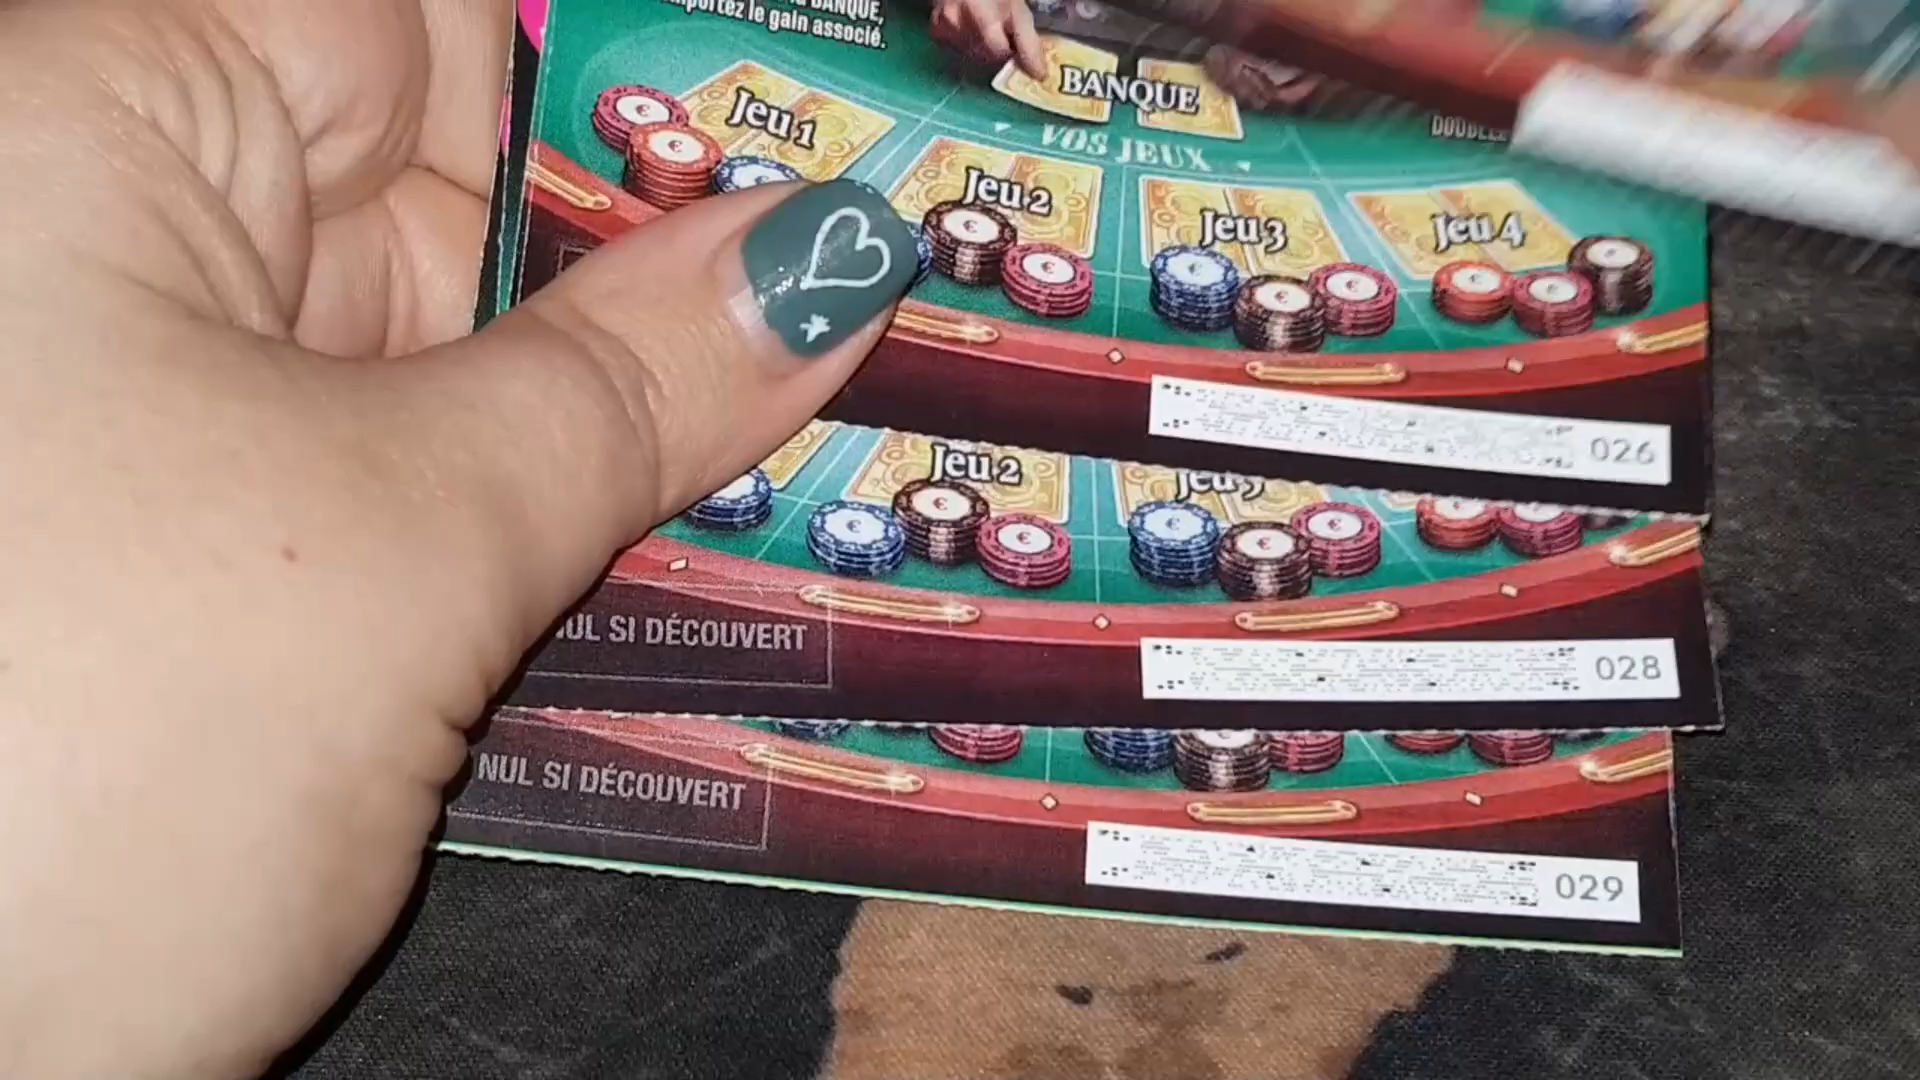 BANQUE,
emportez le gain associé.
BANQUE
Jeu 1
VOS JEUX
Jeu 2
Jeu 3
Jeu 4
€
€
€
€
€
€
€
€
€
€
026
Jeu 2
Jeu
€
€
€
€
€
€
SI DÉCOUVERT
028
NUL SI DÉCOUVERT
029